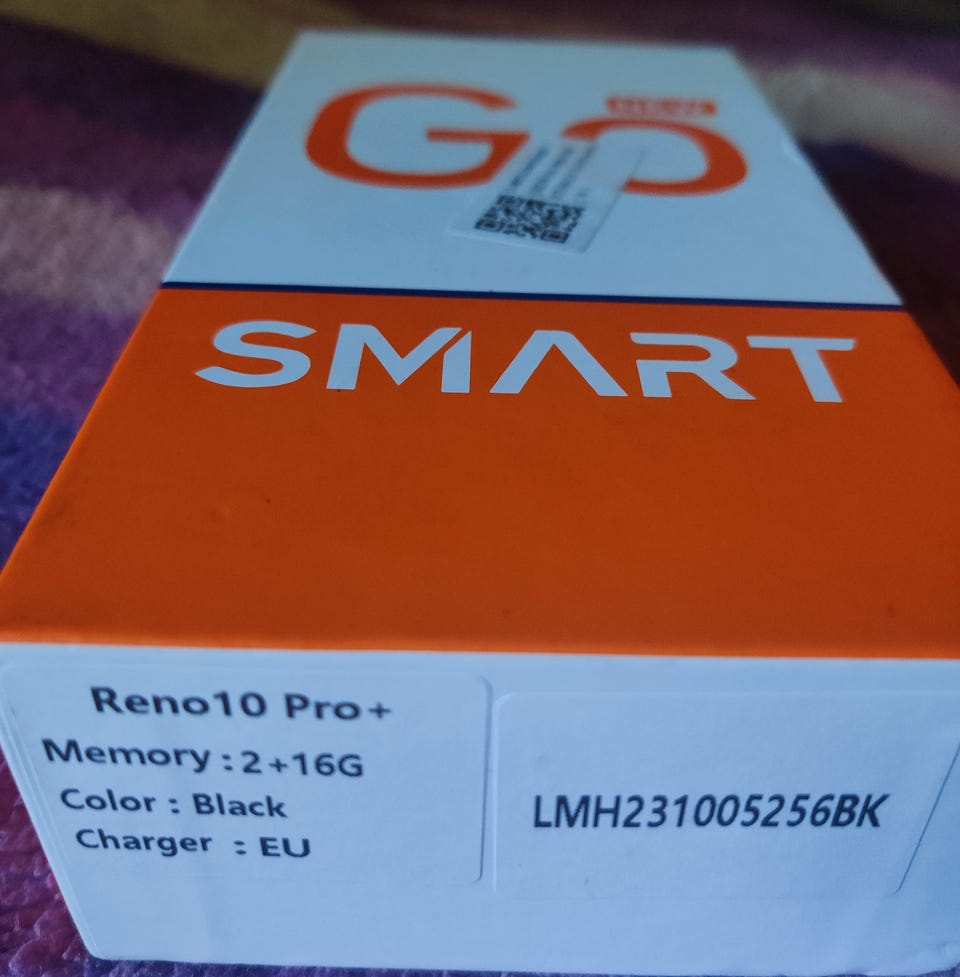 GO
SMART
Reno10 Pro+
Memory : 2+16G
Color : Black
Charger : EU
LMH231005256BK